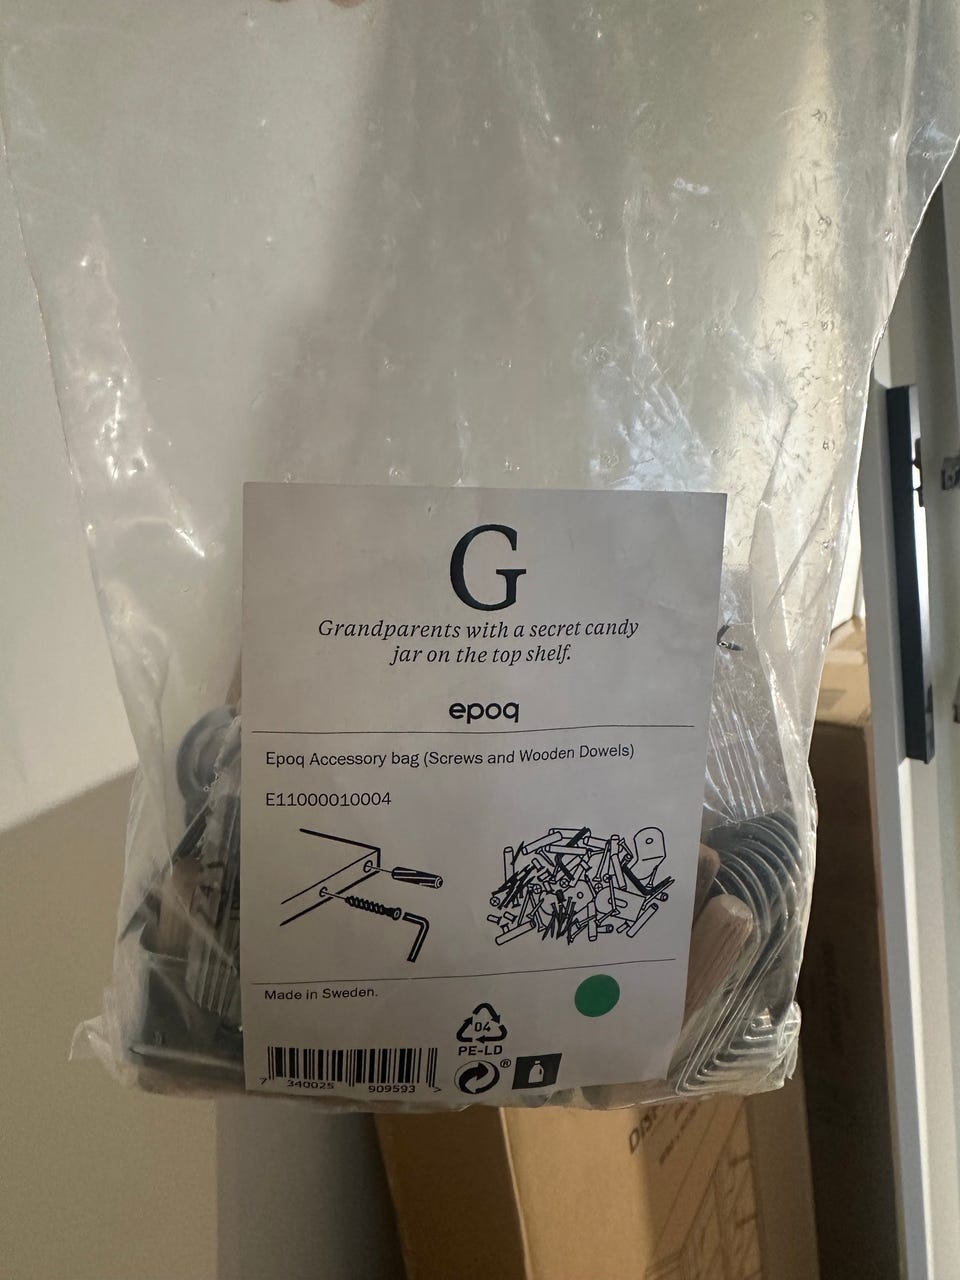 G
Grandparents with a secret candy
jar on the top shelf.
epoq
Epoq Accessory bag (Screws and Wooden Dowels)
E11000010004
Made in Sweden.
04
PE-LD
®
7 340025 909593 >